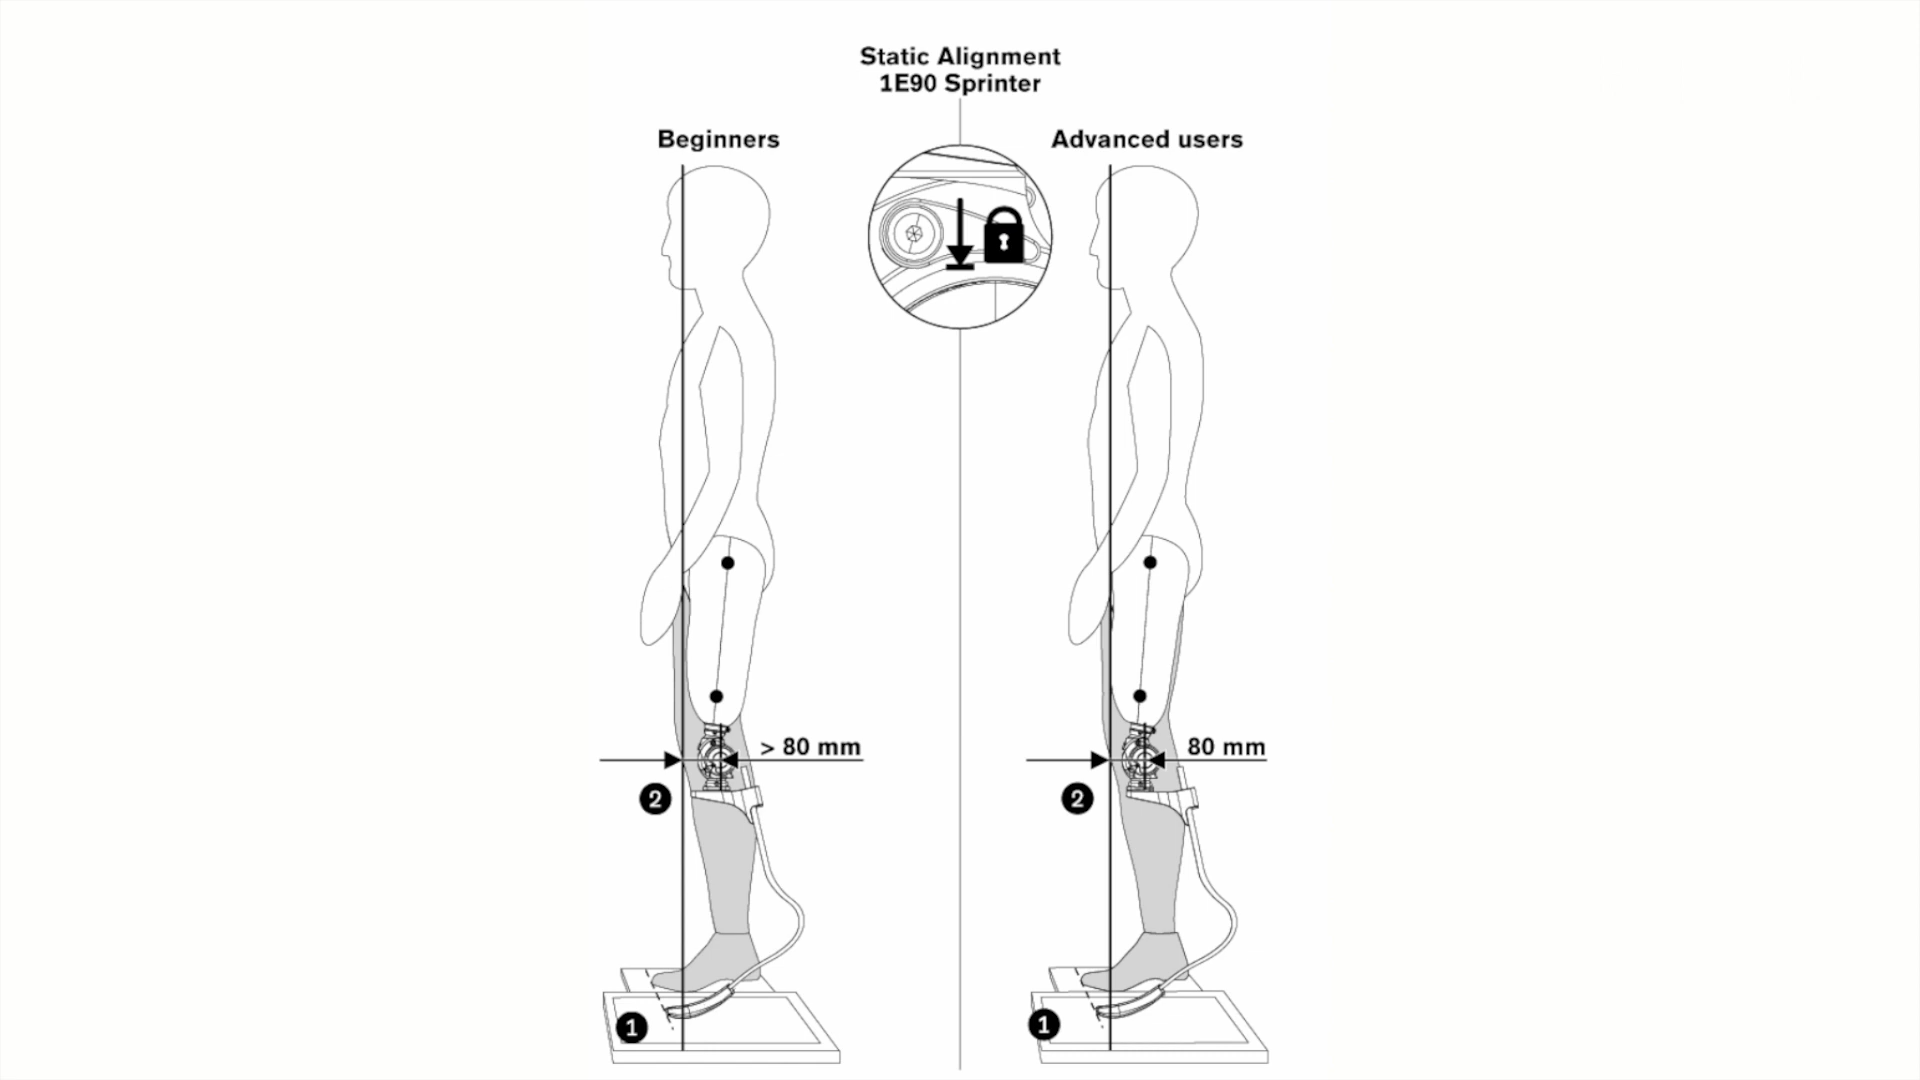 Static Alignment
1E90 Sprinter
Beginners
Advanced users
> 80 mm
80 mm
2
2
1
1